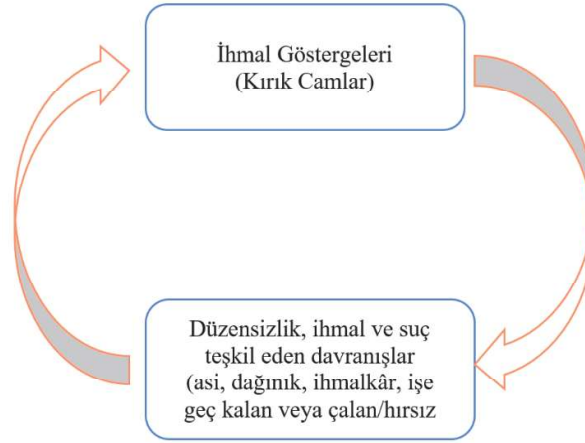 İhmal Göstergeleri
(Kırık Camlar)
Düzensizlik, ihmal ve suç
teşkil eden davranışlar
(asi, dağınık, ihmalkâr, işe
geç kalan veya çalan/hırsız